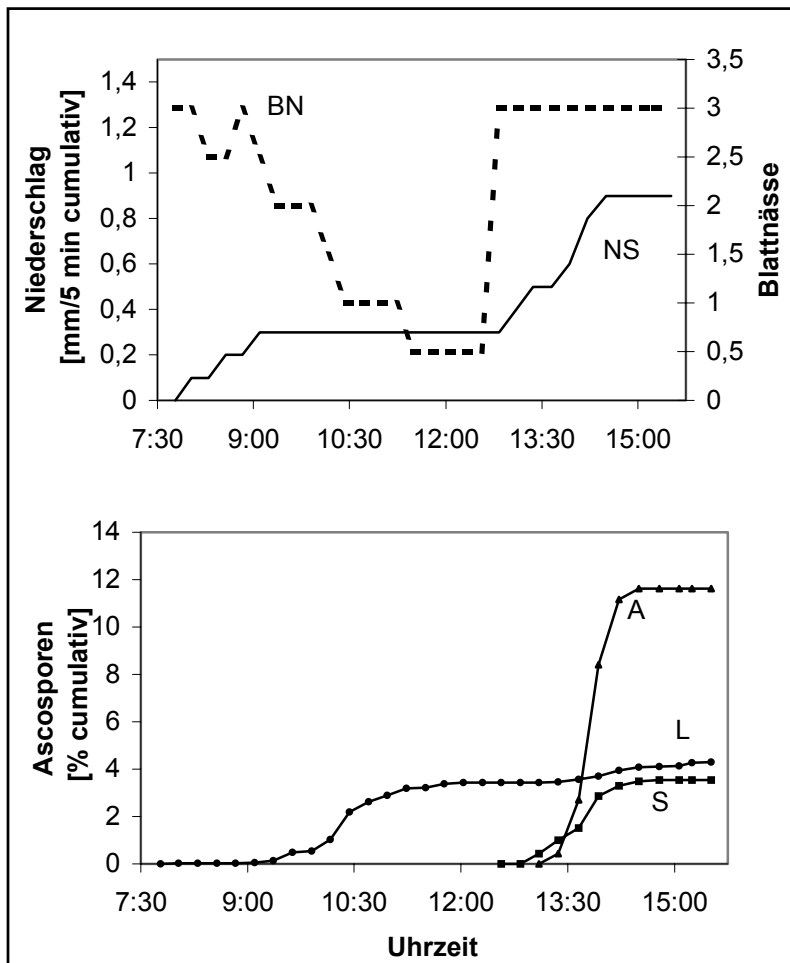 Niederschlag
[mm/5 min cumulativ]
1,4
1,2
1
0,8
0,6
0,4
0,2
0
BN
NS
3,5
3
2,5
2
1,5
1
0,5
0
Blattnässe
7:30 9:00 10:30 12:00 13:30 15:00
Ascosporen
[% cumulativ]
14
12
10
8
6
4
2
0
A
L
S
7:30 9:00 10:30 12:00 13:30 15:00
Uhrzeit